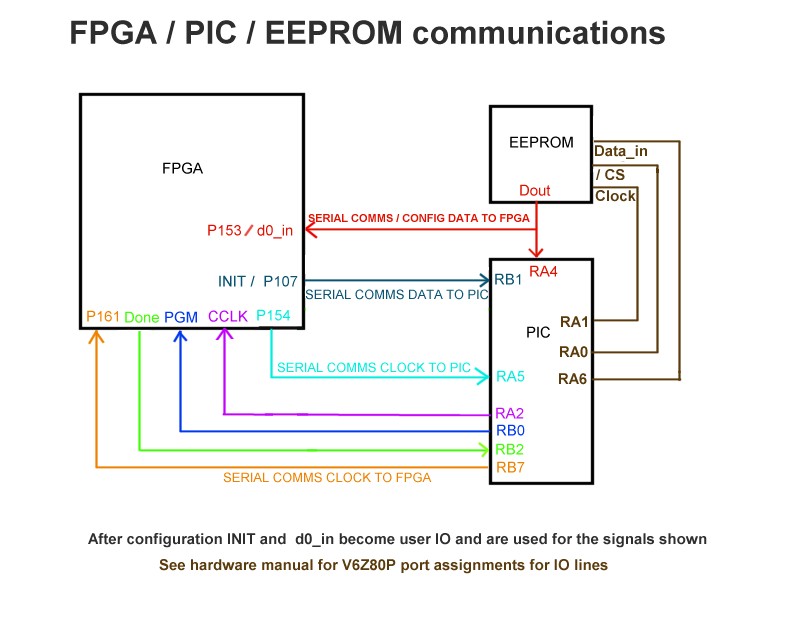 FPGA / PIC / EEPROM communications
EEPROM
Data_in
/ CS
Clock
FPGA
Dout
SERIAL COMMS / CONFIG DATA TO FPGA
P153 / d0_in
RA4
INIT / P107
RB1
SERIAL COMMS DATA TO PIC
P161 Done PGM CCLK P154
RA1
PIC
RA0
SERIAL COMMS CLOCK TO PIC
RA5
RA6
RA2
RB0
RB2
RB7
SERIAL COMMS CLOCK TO FPGA
After configuration INIT and d0_in become user IO and are used for the signals shown
See hardware manual for V6Z80P port assignments for IO lines